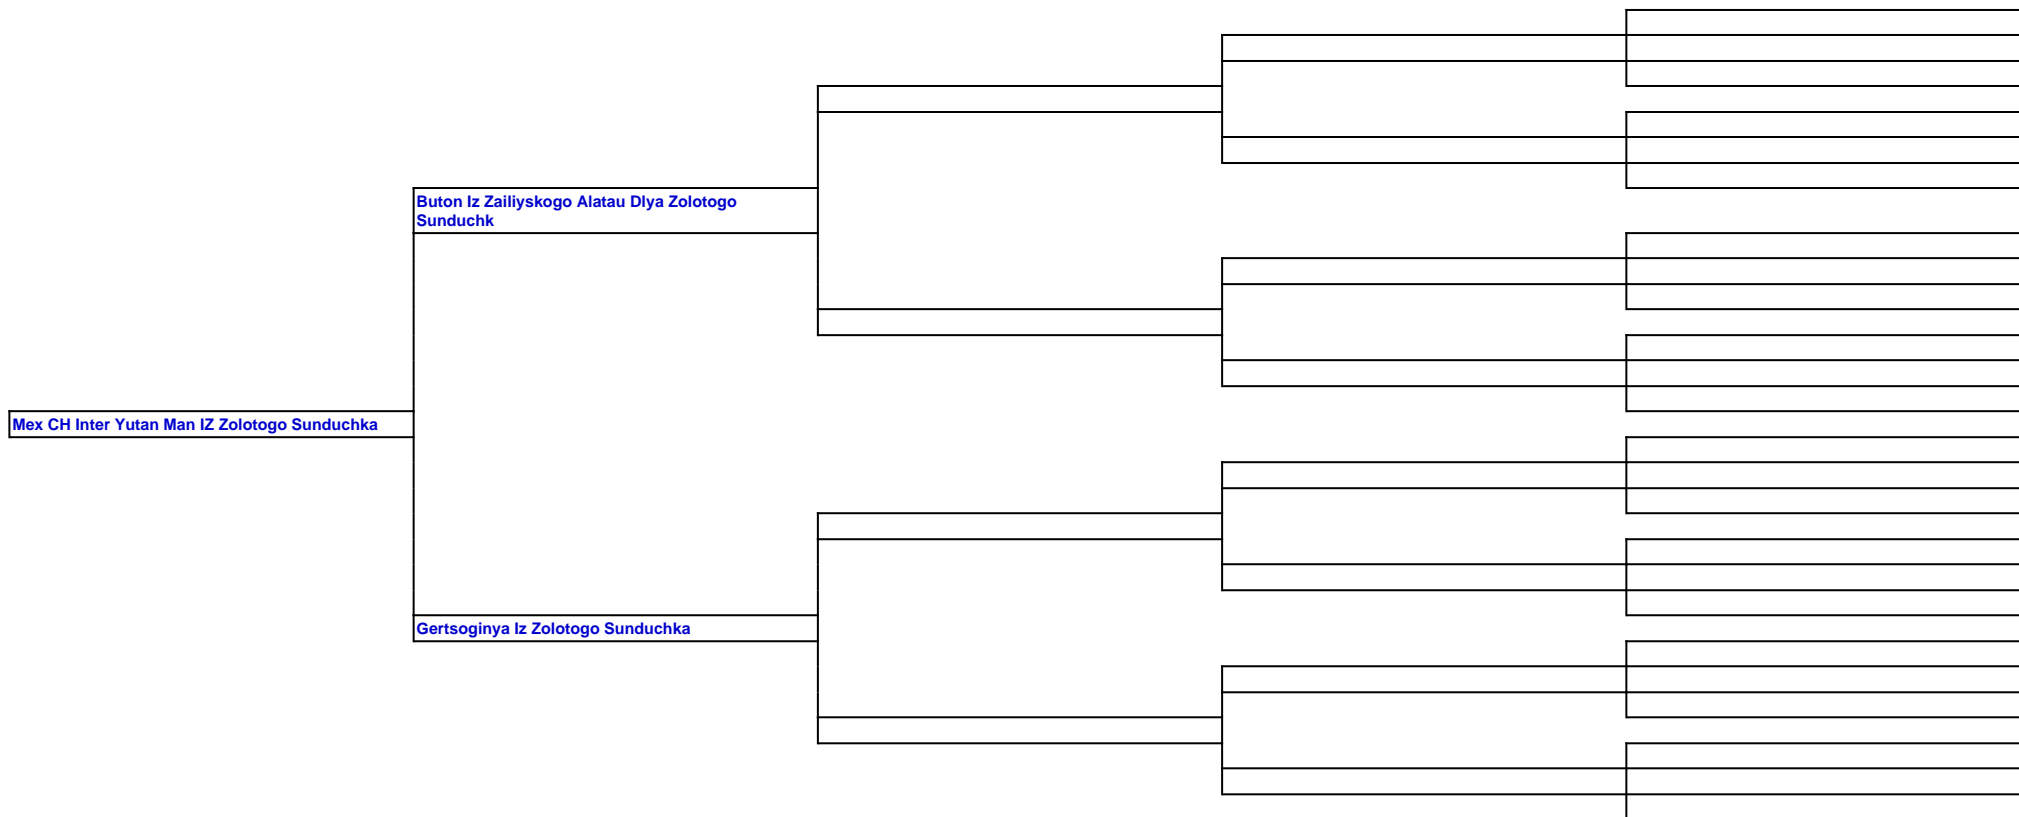 Buton Iz Zailiyskogo Alatau Dlya Zolotogo
Sunduchk
Mex CH Inter Yutan Man IZ Zolotogo Sunduchka
Gertsoginya Iz Zolotogo Sunduchka